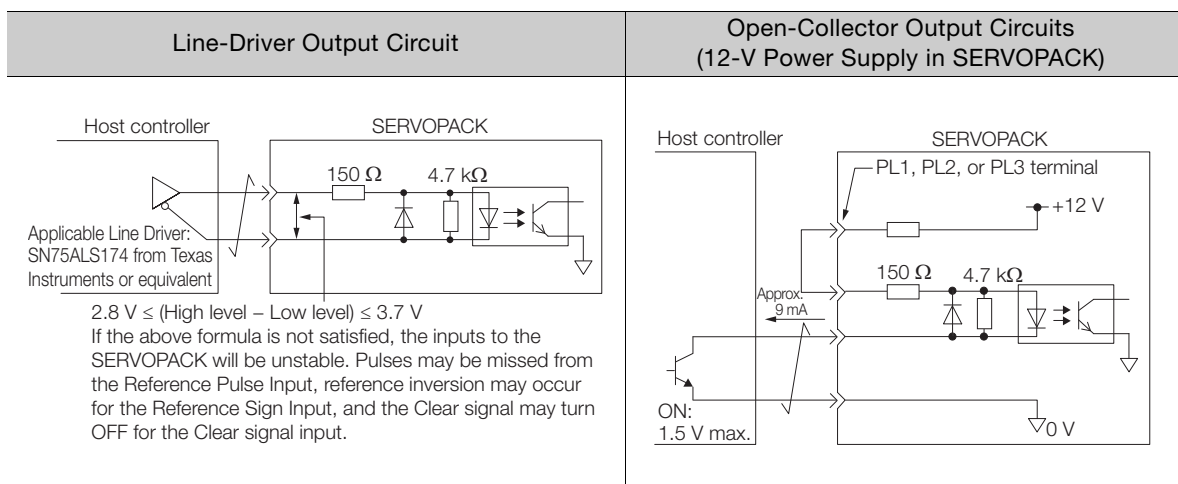 Line-Driver Output Circuit
Open-Collector Output Circuits
(12-V Power Supply in SERVOPACK)
Host controller
SERVOPACK
150 Ω
4.7 kΩ
Applicable Line Driver:
SN75ALS174 from Texas
Instruments or equivalent
2.8 V ≤ (High level − Low level) ≤ 3.7 V
If the above formula is not satisfied, the inputs to the
SERVOPACK will be unstable. Pulses may be missed from
the Reference Pulse Input, reference inversion may occur
for the Reference Sign Input, and the Clear signal may turn
OFF for the Clear signal input.
Host controller
SERVOPACK
PL1, PL2, or PL3 terminal
+12 V
150 Ω
4.7 kΩ
Approx.
9 mA
ON:
1.5 V max.
0 V